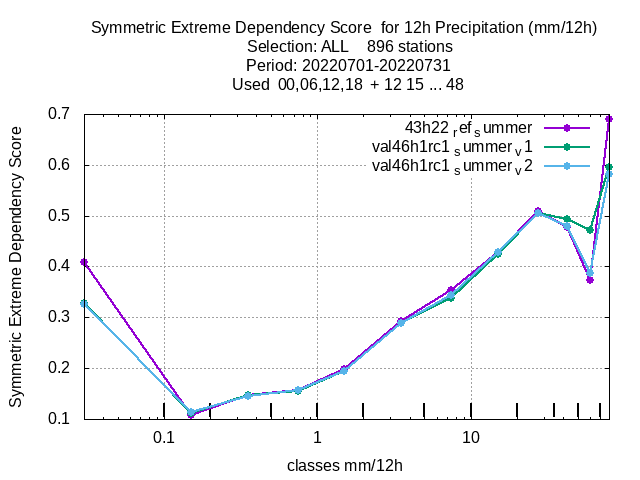 Symmetric Extreme Dependency Score  for 12h Precipitation (mm/12h)
Selection: ALL    896 stations
Period: 20220701-20220731
Used  00,06,12,18  + 12 15 ... 48
0.7
43h22 ref summer
val46h1rc1 summer v1
val46h1rc1 summer v2
0.6
0.5
0.4
0.3
0.2
0.1
Symmetric Extreme Dependency Score
0.1 1 10
classes mm/12h